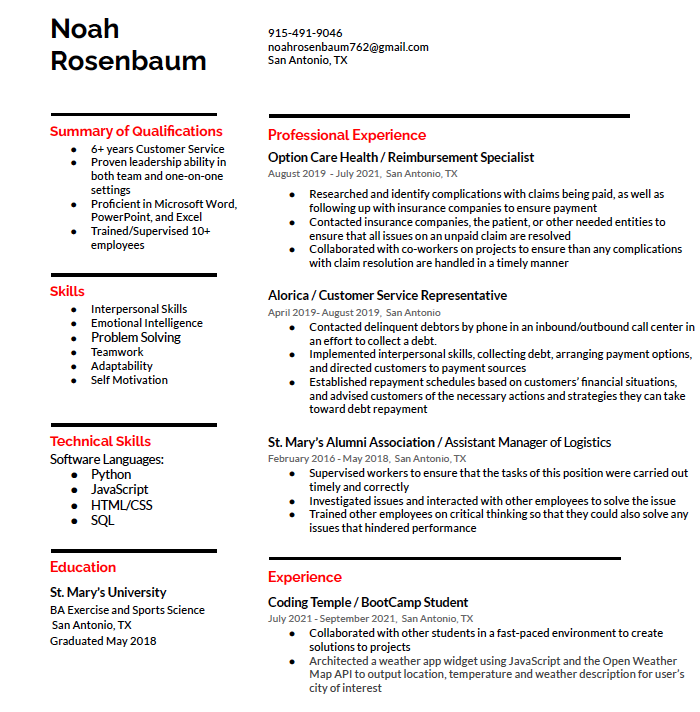 Noah
Rosenbaum
915-491-9046
noahrosenbaum762@gmail.com
San Antonio, TX
Summary of Qualifications
● 6+ years Customer Service
● Proven leadership ability in
both team and one-on-one
settings
● Proficient in Microsoft Word,
PowerPoint, and Excel
● Trained/Supervised 10+
employees
Skills
● Interpersonal Skills
● Emotional Intelligence
● Problem Solving
● Teamwork
● Adaptability
● Self Motivation
Technical Skills
Software Languages:
● Python
● JavaScript
● HTML/CSS
● SQL
Education
St. Mary's University
BA Exercise and Sports Science
San Antonio, TX
Graduated May 2018
Professional Experience
Option Care Health / Reimbursement Specialist
August 2019 - July 2021, San Antonio, TX
● Researched and identify complications with claims being paid, as well as
following up with insurance companies to ensure payment
● Contacted insurance companies, the patient, or other needed entities to
ensure that all issues on an unpaid claim are resolved
● Collaborated with co-workers on projects to ensure than any complications
with claim resolution are handled in a timely manner
Alorica / Customer Service Representative
April 2019- August 2019, San Antonio
● Contacted delinquent debtors by phone in an inbound/outbound call center in
an effort to collect a debt.
● Implemented interpersonal skills, collecting debt, arranging payment options,
and directed customers to payment sources
● Established repayment schedules based on customers' financial situations,
and advised customers of the necessary actions and strategies they can take
toward debt repayment
St. Mary's Alumni Association / Assistant Manager of Logistics
February 2016 - May 2018, San Antonio, TX
● Supervised workers to ensure that the tasks of this position were carried out
timely and correctly
● Investigated issues and interacted with other employees to solve the issue
● Trained other employees on critical thinking so that they could also solve any
issues that hindered performance
Experience
Coding Temple / BootCamp Student
July 2021 - September 2021, San Antonio, TX
● Collaborated with other students in a fast-paced environment to create
solutions to projects
● Architected a weather app widget using JavaScript and the Open Weather
Map API to output location, temperature and weather description for user's
city of interest